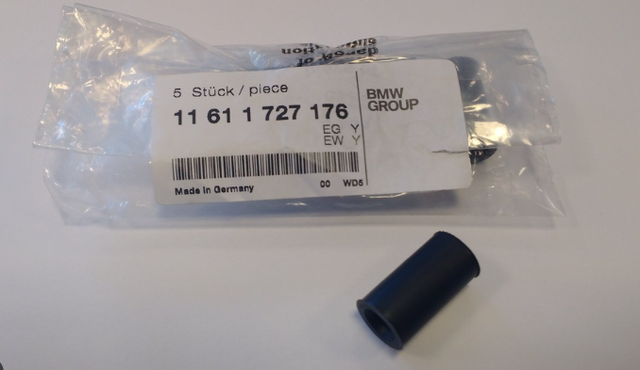 5 Stück / piece
11 61 1 727 176
EG Y
EW Y
BMW
GROUP
Made in Germany 00 WD5